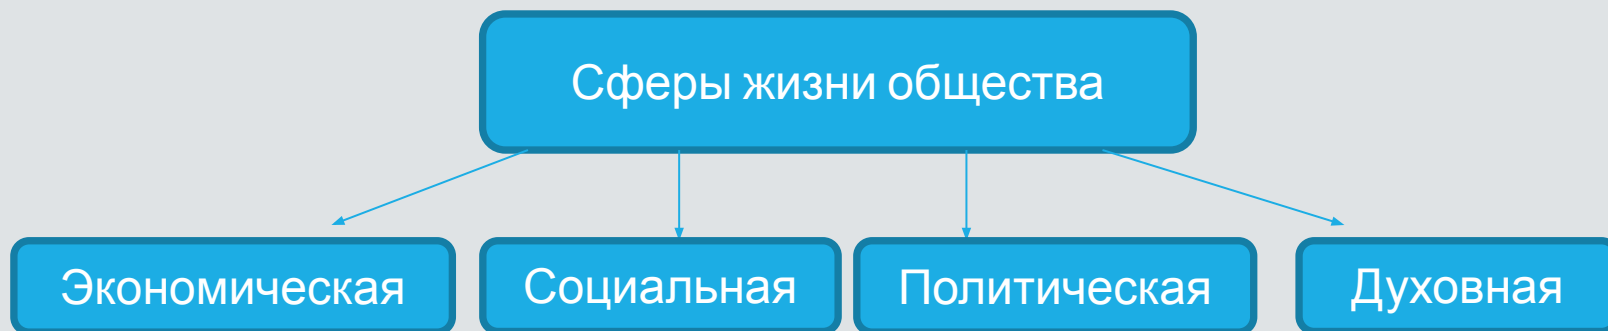 Сферы жизни общества
Экономическая
Социальная
Политическая
Духовная